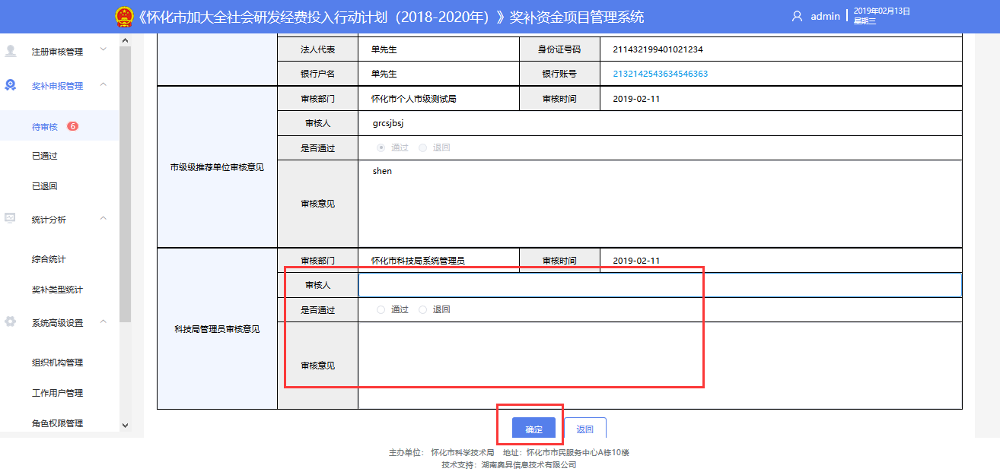 《怀化市加大全社会研发经费投入行动计划（2018-2020年）》奖补资金项目管理系统
admin
2019年02月13日
星期三
注册审核管理
奖补申报管理
待审核 6
已通过
已退回
统计分析
综合统计
奖补类型统计
系统高级设置
组织机构管理
工作用户管理
角色权限管理
法人代表 单先生 身份证号码 211432199401021234
银行户名 单先生 银行账号 2132142543634546363
市级级推荐单位审核意见
审核部门 怀化市个人市级测试局 审核时间 2019-02-11
审核人 grcsjbsj
是否通过 通过 退回
审核意见 shen
科技局管理员审核意见
审核部门 怀化市科技局系统管理员 审核时间 2019-02-11
审核人
是否通过 通过 退回
审核意见
确定 返回
主办单位： 怀化市科学技术局 地址：怀化市市民服务中心A栋10楼
技术支持：湖南奥昇信息技术有限公司